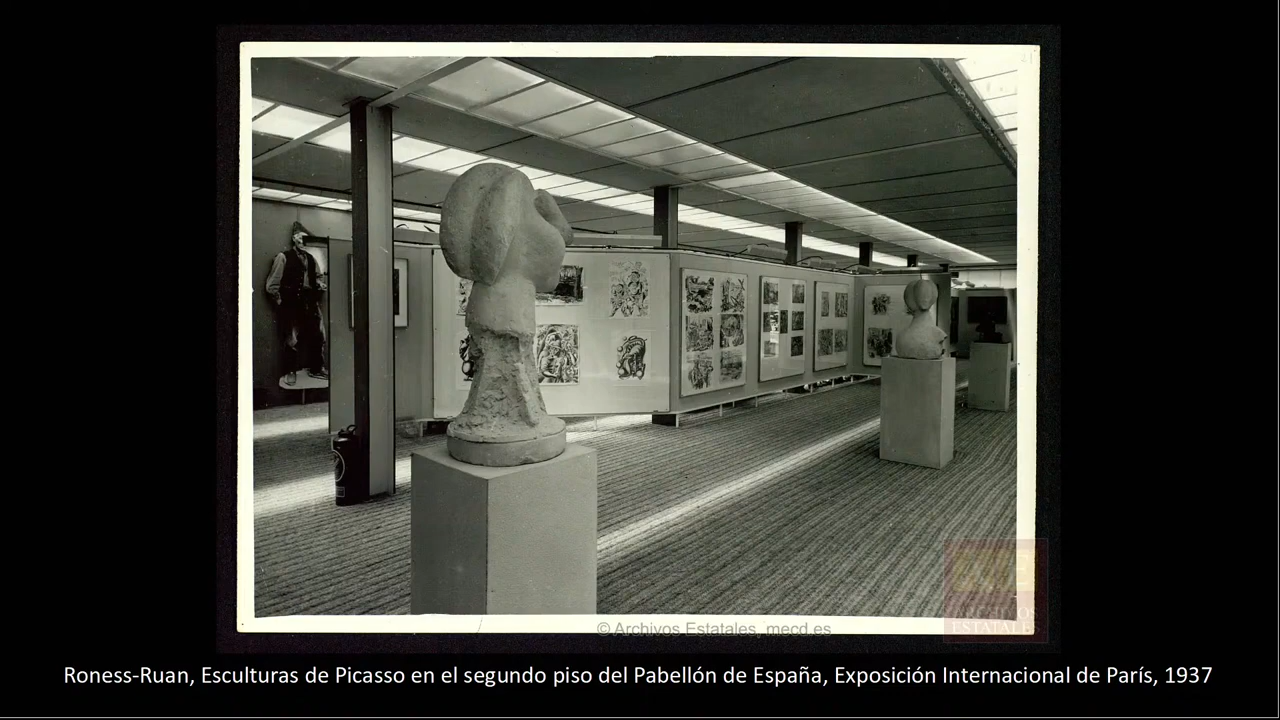 © Archivos Estatales, mecd.es
ARCHIVOS
ESTATALES
Roness-Ruan, Esculturas de Picasso en el segundo piso del Pabellón de España, Exposición Internacional de París, 1937